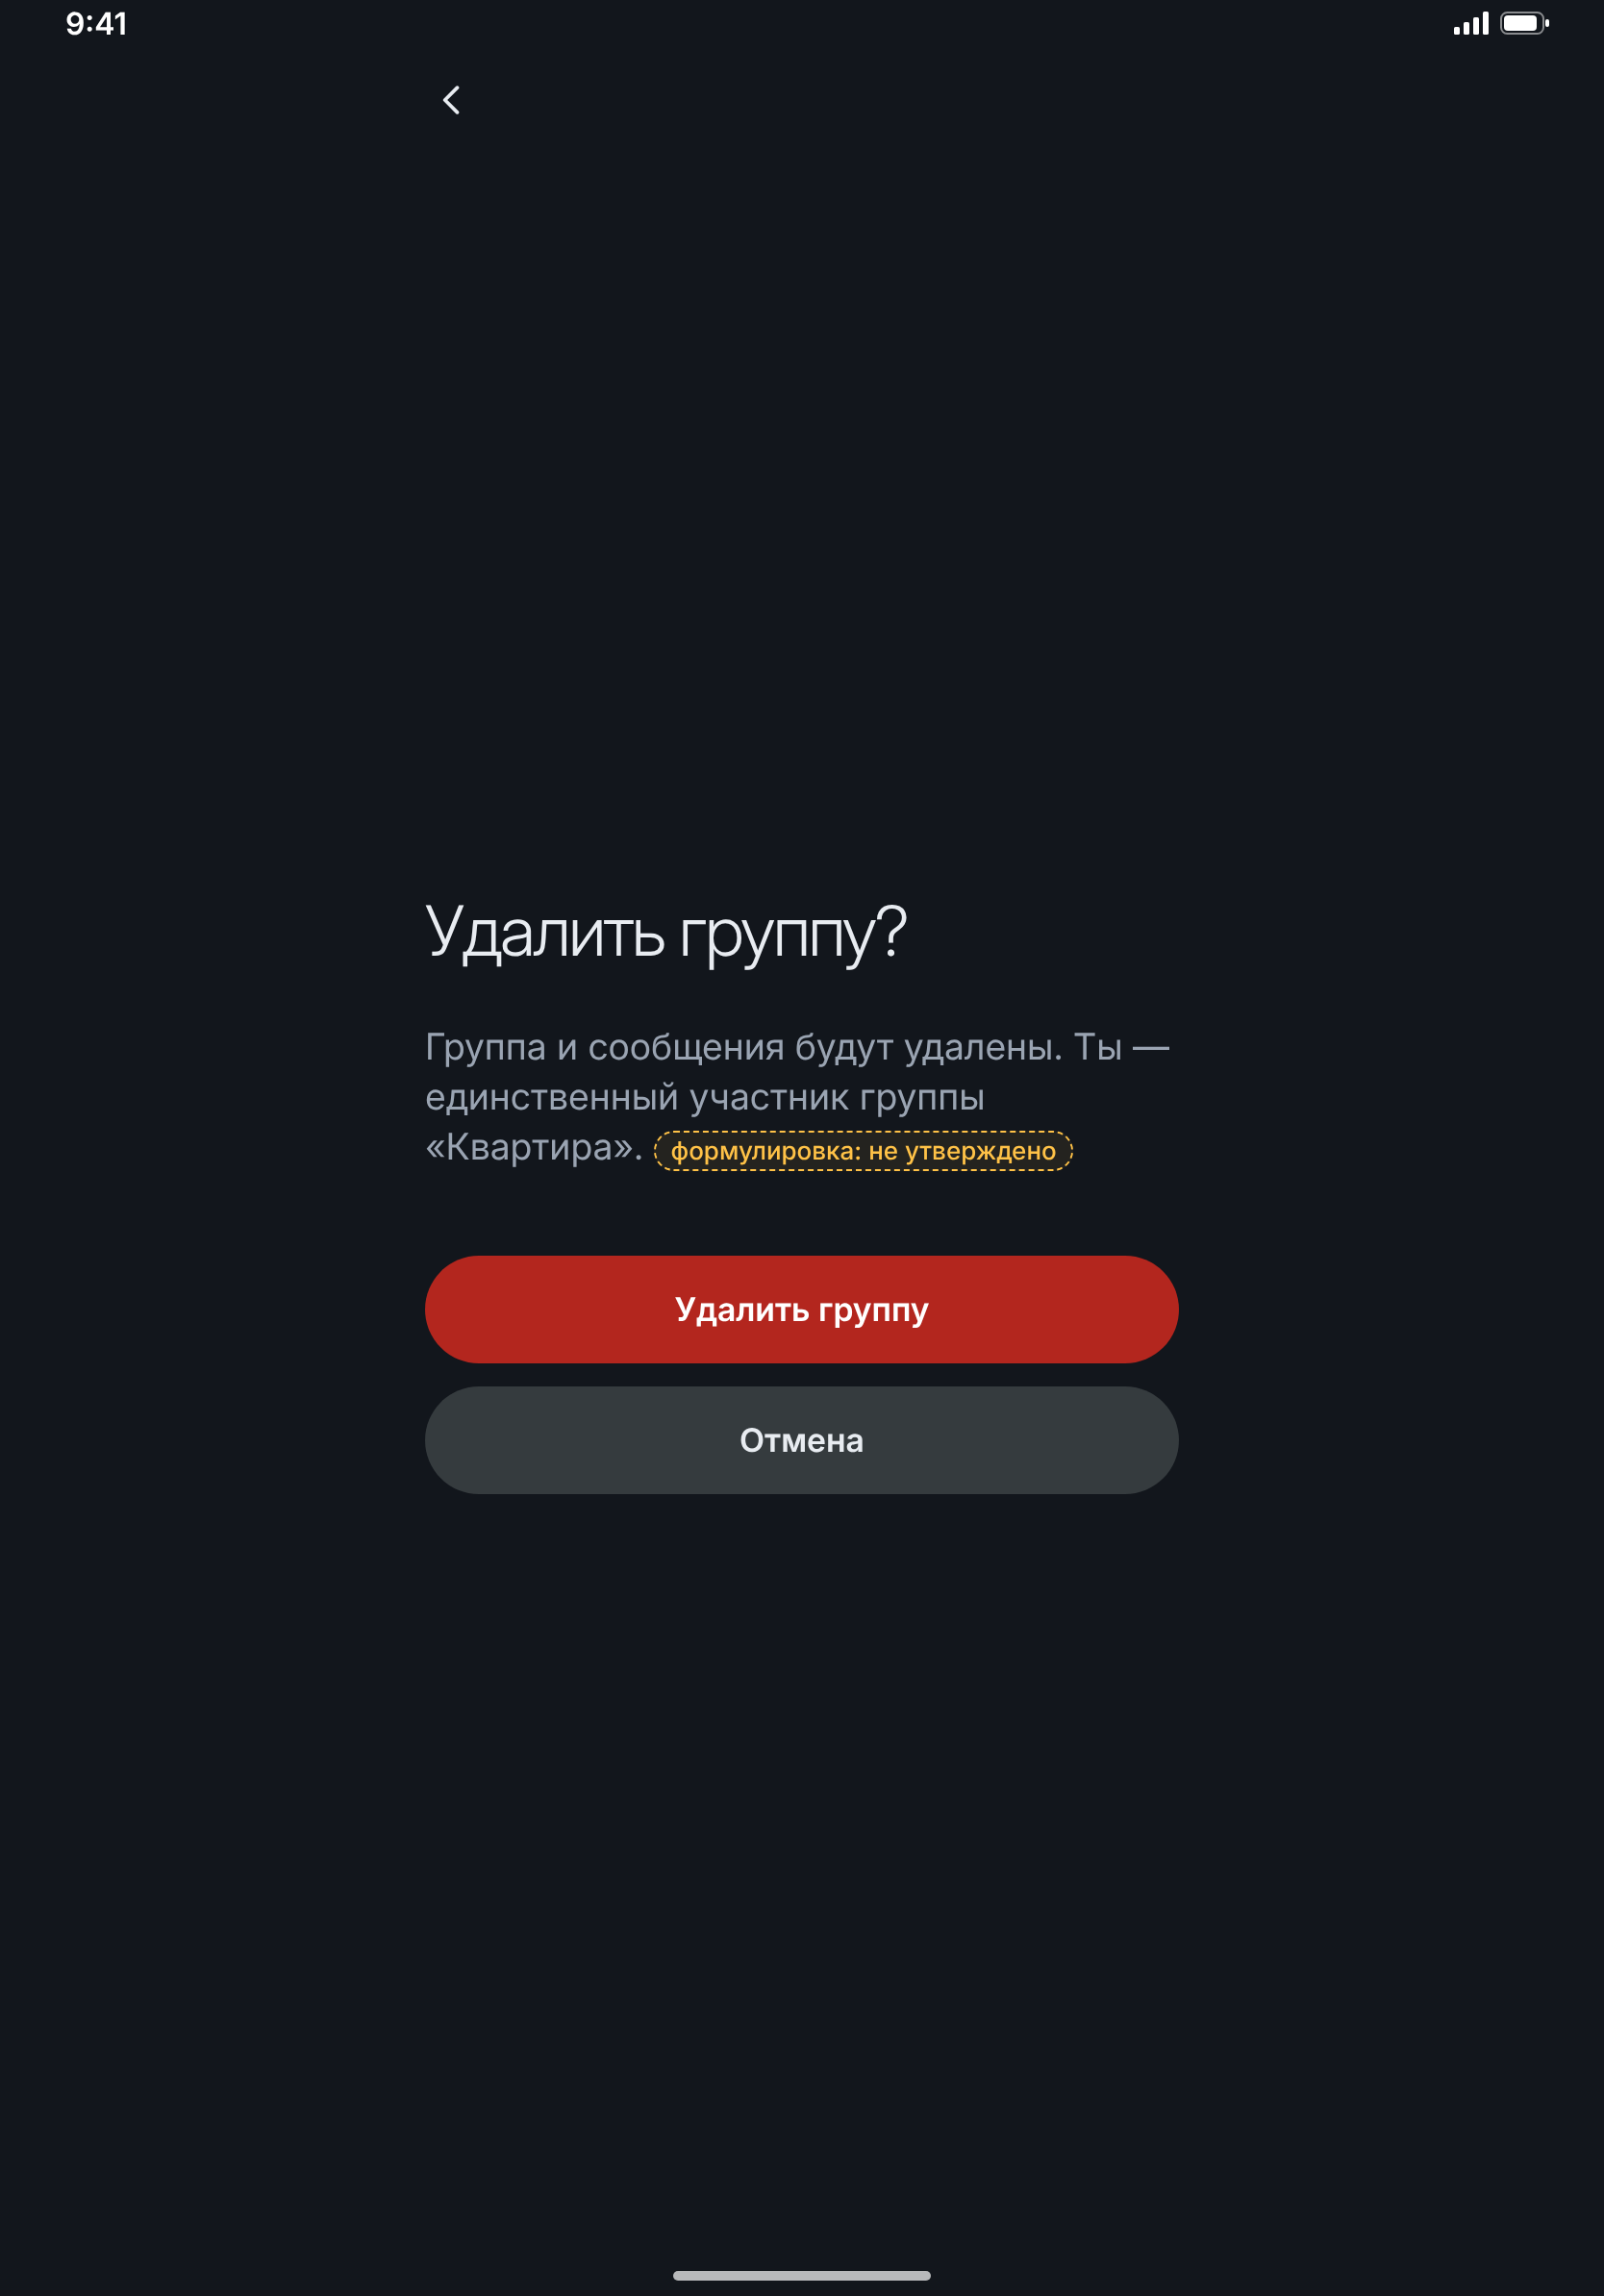 9:41
Удалить группу?
Группа и сообщения будут удалены. Ты —
единственный участник группы
«Квартира». формулировка: не утверждено
Удалить группу
Отмена